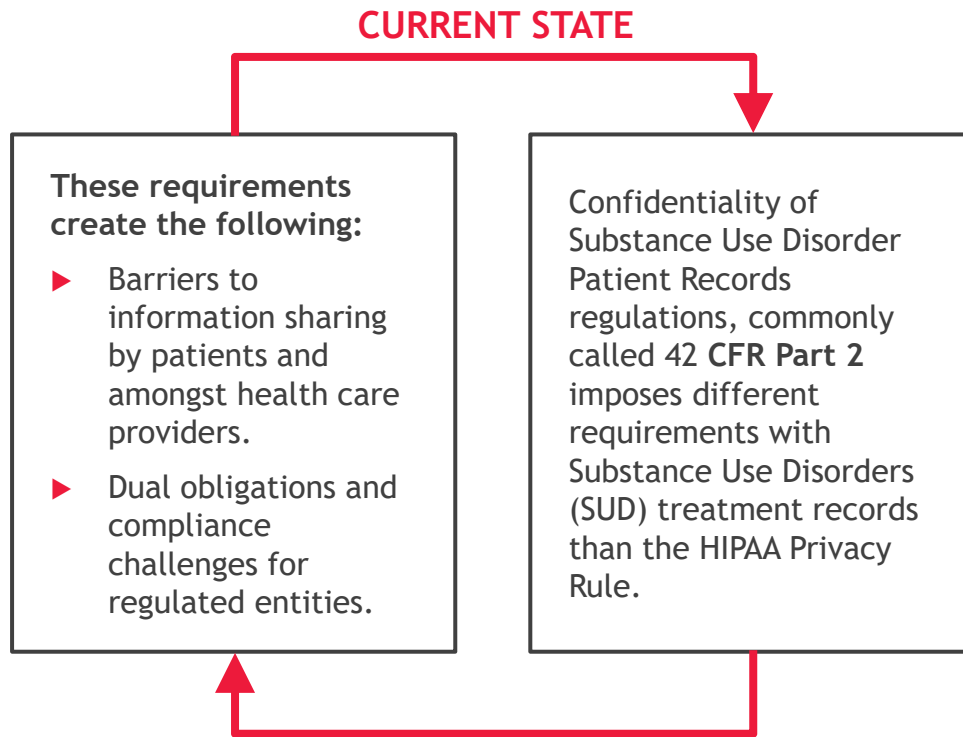 CURRENT STATE
These requirements
create the following:
Barriers to
information sharing
by patients and
amongst health care
providers.
Dual obligations and
compliance
challenges for
regulated entities.
Confidentiality of
Substance Use Disorder
Patient Records
regulations, commonly
called 42 CFR Part 2
imposes different
requirements with
Substance Use Disorders
(SUD) treatment records
than the HIPAA Privacy
Rule.